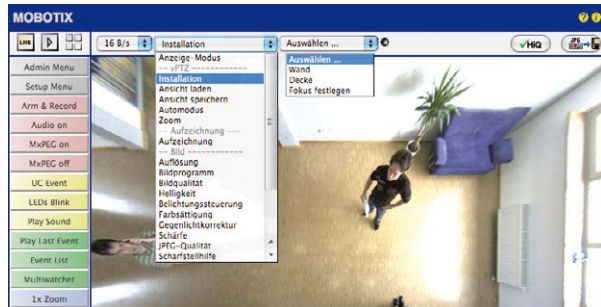 MOBOTIX
LIVE
16 B/s
Installation
Auswählen ...
HiQ
JPG
Admin Menu
Setup Menu
Arm & Record
Audio on
MxPEG on
MxPEG off
UC Event
LEDs Blink
Play Sound
Play Last Event
Event List
Multiwatcher
1x Zoom
Anzeige-Modus
-- vPTZ -------------
Installation
Ansicht laden
Ansicht speichern
Automodus
Zoom
-- Aufzeichnung ----
Aufzeichnung
-- Bild -------------
Auflösung
Bildprogramm
Bildqualität
Helligkeit
Belichtungssteuerung
Farbsättigung
Gegenlichtkorrektur
Schärfe
JPEG-Qualität
Scharfstellhilfe
Auswählen ...
Wand
Decke
Fokus festlegen